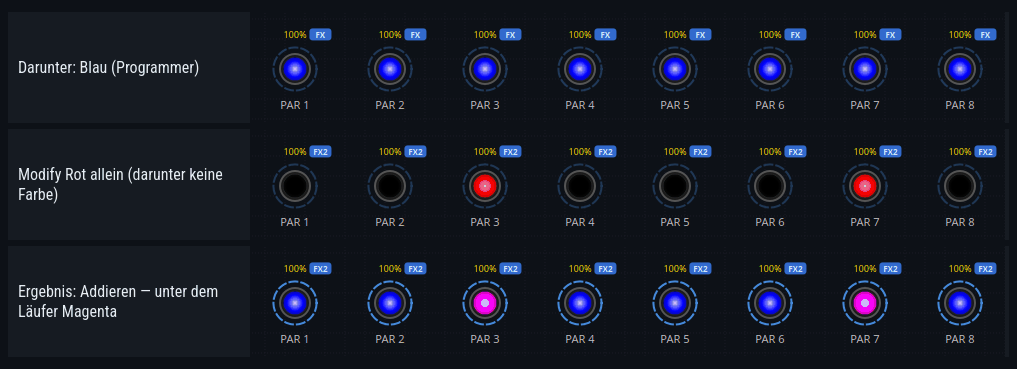 100% FX 100% FX 100% FX 100% FX 100% FX 100% FX 100% FX 100% FX
Darunter: Blau (Programmer)
PAR 1 PAR 2 PAR 3 PAR 4 PAR 5 PAR 6 PAR 7 PAR 8
100% FX2 100% FX2 100% FX2 100% FX2 100% FX2 100% FX2 100% FX2 100% FX2
Modify Rot allein (darunter keine
Farbe)
PAR 1 PAR 2 PAR 3 PAR 4 PAR 5 PAR 6 PAR 7 PAR 8
100% FX2 100% FX2 100% FX2 100% FX2 100% FX2 100% FX2 100% FX2 100% FX2
Ergebnis: Addieren — unter dem
Läufer Magenta
PAR 1 PAR 2 PAR 3 PAR 4 PAR 5 PAR 6 PAR 7 PAR 8